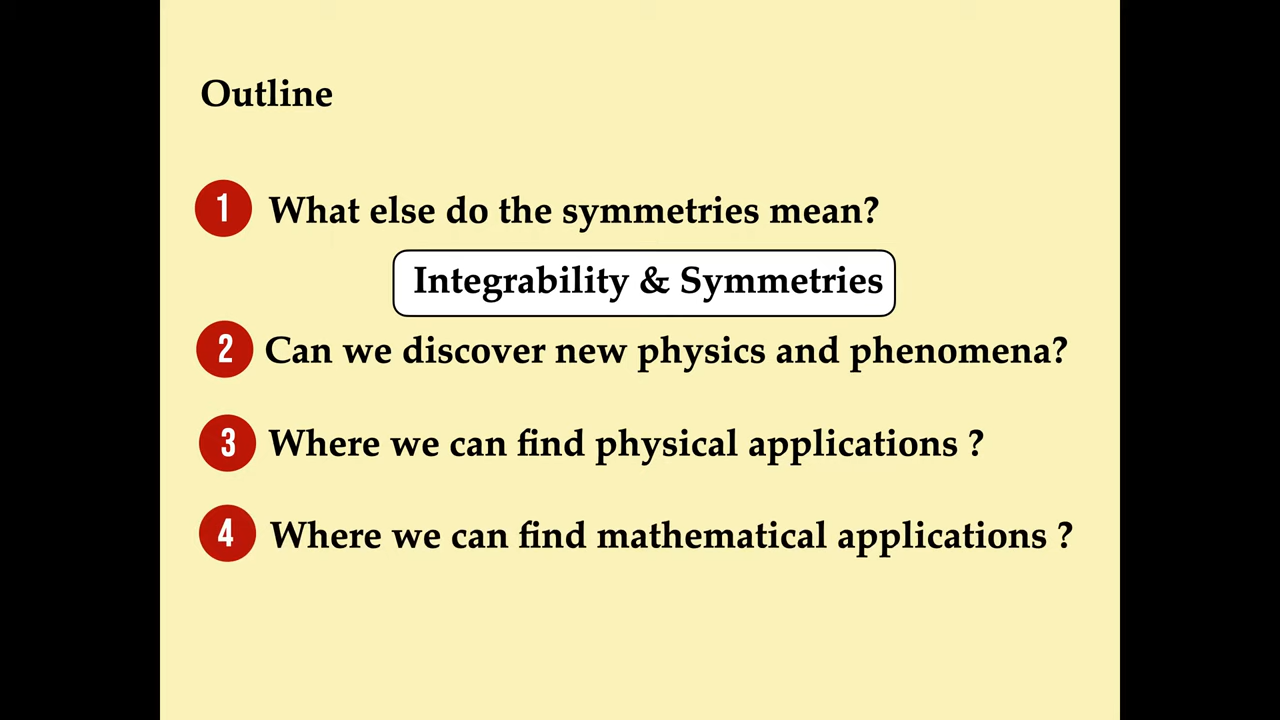 Outline
1 What else do the symmetries mean?
Integrability & Symmetries
2 Can we discover new physics and phenomena?
3 Where we can find physical applications ?
4 Where we can find mathematical applications ?